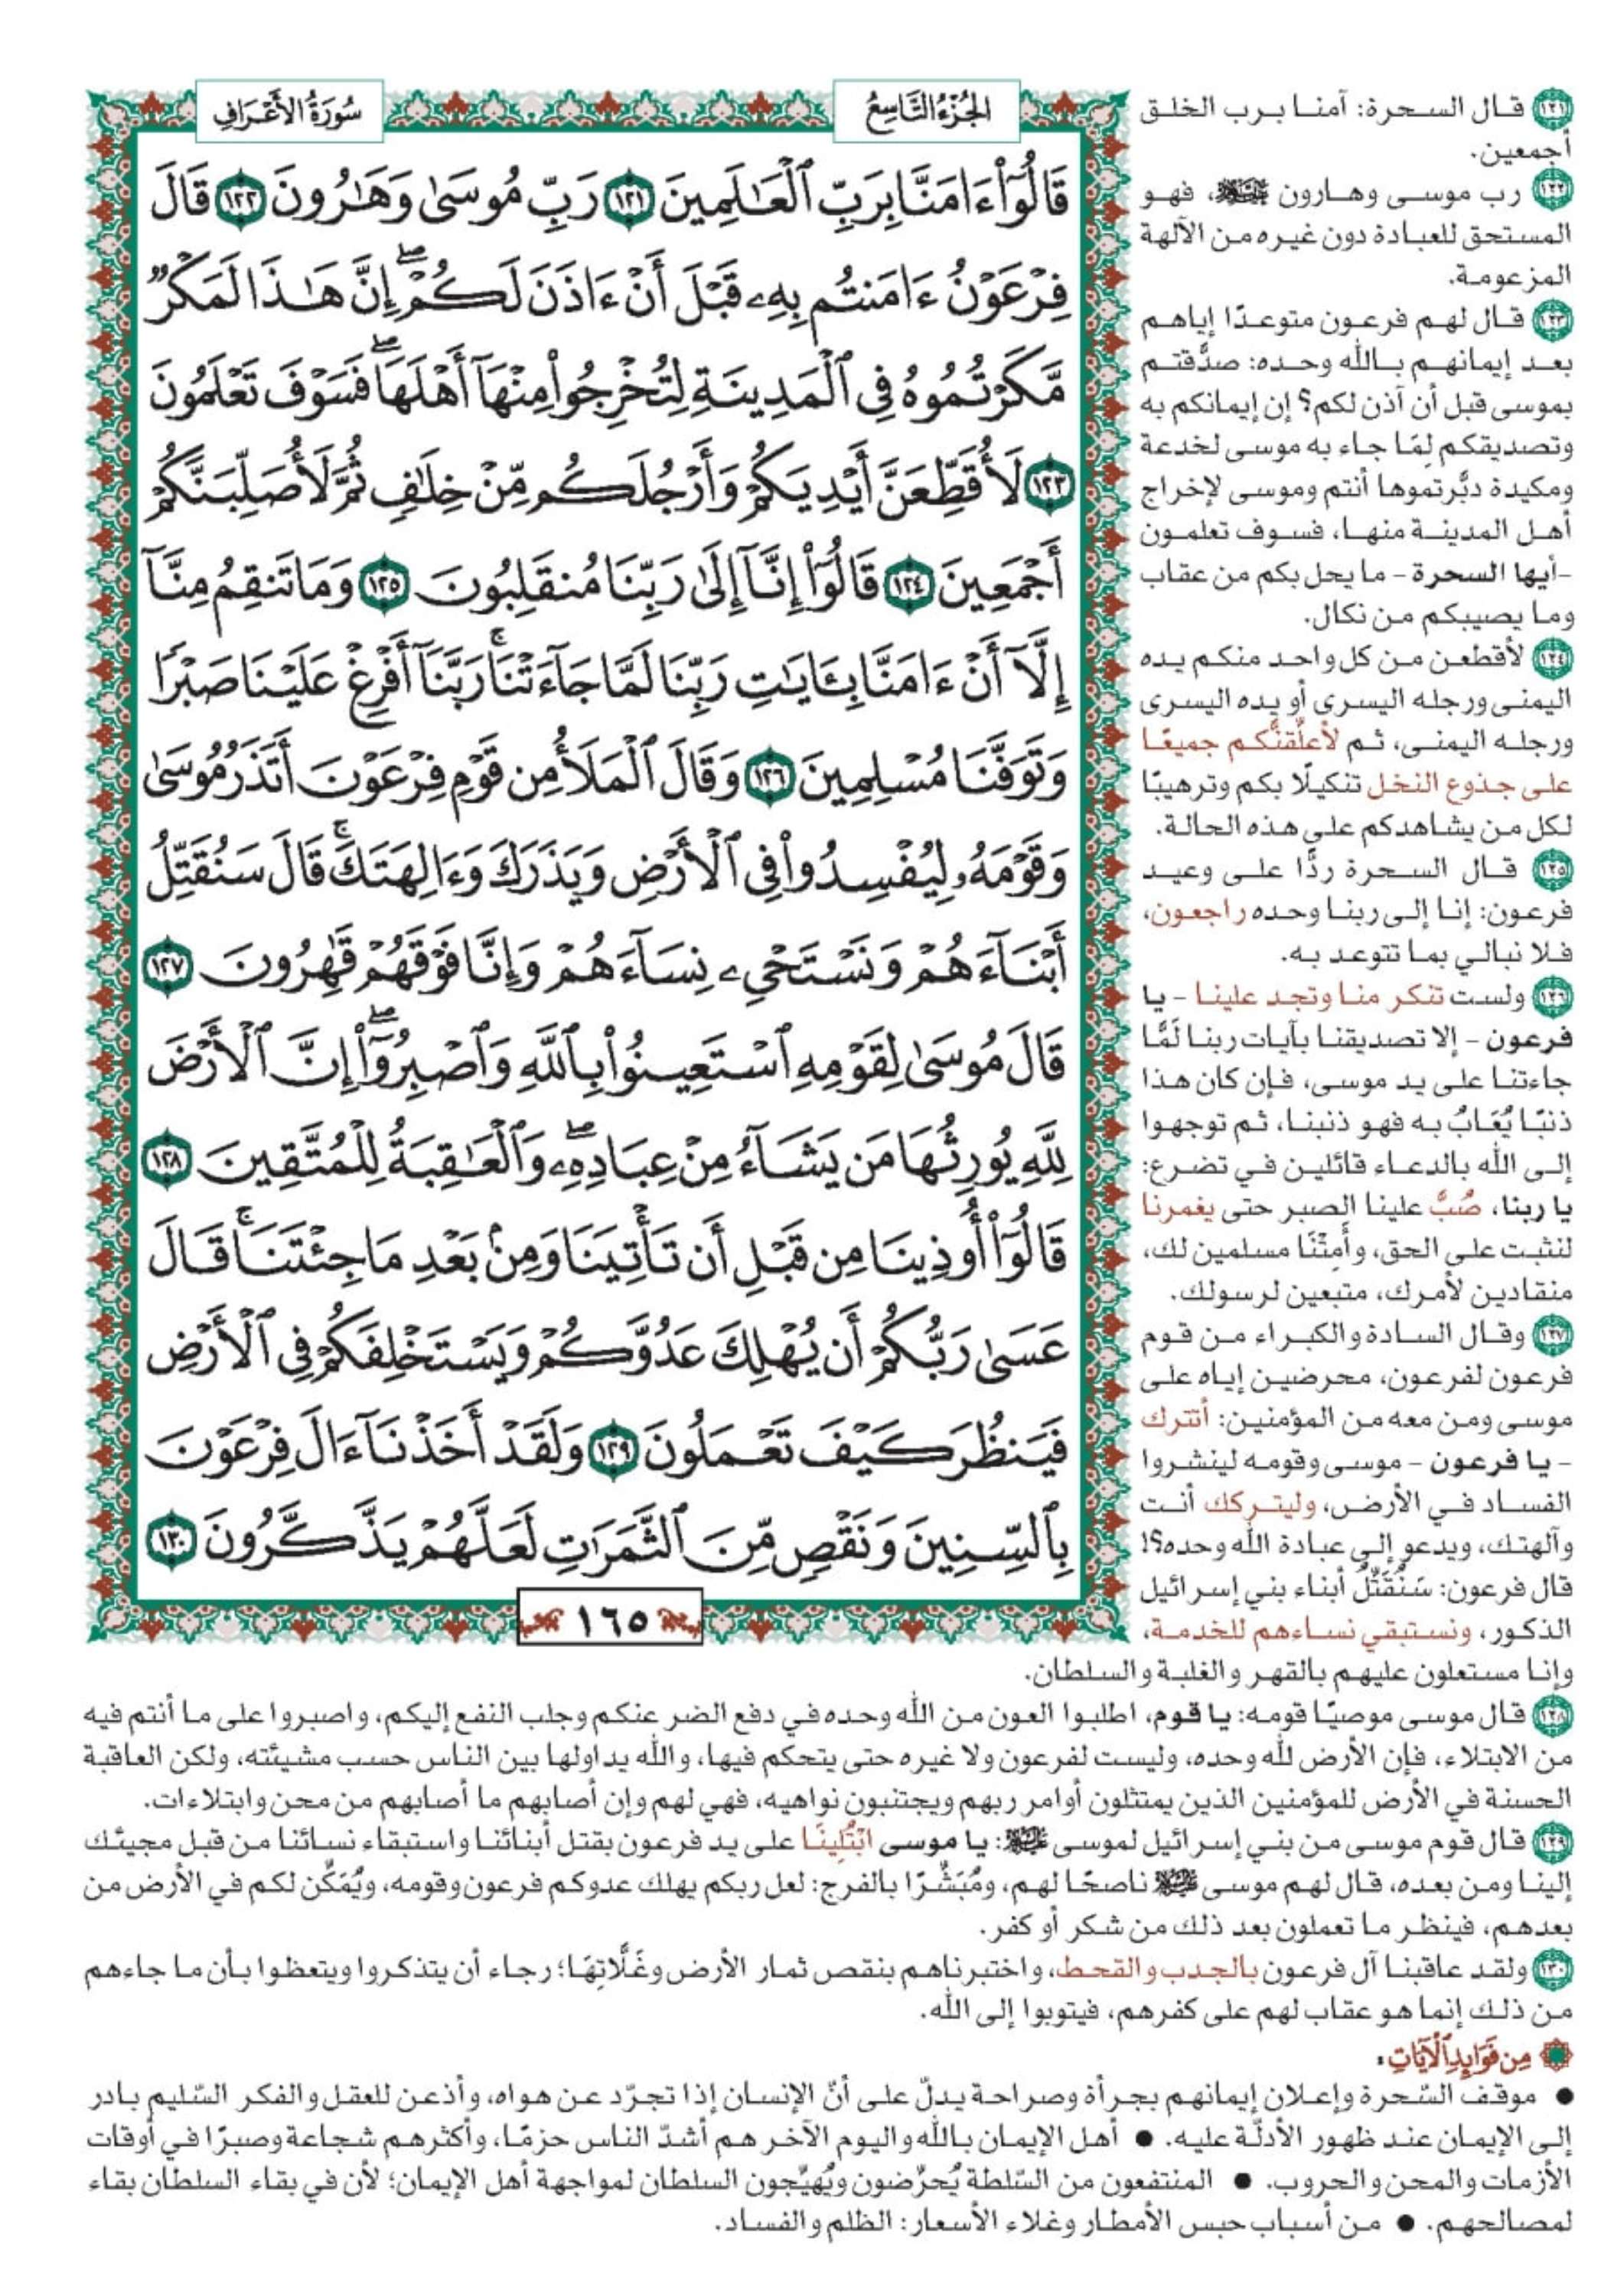 سُورَةُ الأَعْرَافِ
الجُزْءُ التَّاسِعُ
قَالُوٓاْ ءَامَنَّا بِرَبِّ ٱلْعَٰلَمِينَ ١٢١ رَبِّ مُوسَىٰ وَهَٰرُونَ ١٢٢ قَالَ
فِرْعَوْنُ ءَامَنتُم بِهِۦ قَبْلَ أَنْ ءَاذَنَ لَكُمْۖ إِنَّ هَٰذَا لَمَكْرٌ
مَّكَرْتُمُوهُ فِي ٱلْمَدِينَةِ لِتُخْرِجُواْ مِنْهَآ أَهْلَهَاۖ فَسَوْفَ تَعْلَمُونَ
١٢٣ لَأُقَطِّعَنَّ أَيْدِيَكُمْ وَأَرْجُلَكُم مِّنْ خِلَٰفٍ ثُمَّ لَأُصَلِّبَنَّكُمْ
أَجْمَعِينَ ١٢٤ قَالُوٓاْ إِنَّآ إِلَىٰ رَبِّنَا مُنقَلِبُونَ ١٢٥ وَمَا تَنقِمُ مِنَّآ
إِلَّآ أَنْ ءَامَنَّا بِـَٔايَٰتِ رَبِّنَا لَمَّا جَآءَتْنَاۚ رَبَّنَآ أَفْرِغْ عَلَيْنَا صَبْرًا
وَتَوَفَّنَا مُسْلِمِينَ ١٢٦ وَقَالَ ٱلْمَلَأُ مِن قَوْمِ فِرْعَوْنَ أَتَذَرُ مُوسَىٰ
وَقَوْمَهُۥ لِيُفْسِدُواْ فِي ٱلْأَرْضِ وَيَذَرَكَ وَءَالِهَتَكَۚ قَالَ سَنُقَتِّلُ
أَبْنَآءَهُمْ وَنَسْتَحْيِۦ نِسَآءَهُمْ وَإِنَّا فَوْقَهُمْ قَٰهِرُونَ ١٢٧
قَالَ مُوسَىٰ لِقَوْمِهِ ٱسْتَعِينُواْ بِٱللَّهِ وَٱصْبِرُوٓاْۖ إِنَّ ٱلْأَرْضَ
لِلَّهِ يُورِثُهَا مَن يَشَآءُ مِنْ عِبَادِهِۦۖ وَٱلْعَٰقِبَةُ لِلْمُتَّقِينَ ١٢٨
قَالُوٓاْ أُوذِينَا مِن قَبْلِ أَن تَأْتِيَنَا وَمِنۢ بَعْدِ مَا جِئْتَنَاۚ قَالَ
عَسَىٰ رَبُّكُمْ أَن يُهْلِكَ عَدُوَّكُمْ وَيَسْتَخْلِفَكُمْ فِي ٱلْأَرْضِ
فَيَنظُرَ كَيْفَ تَعْمَلُونَ ١٢٩ وَلَقَدْ أَخَذْنَآ ءَالَ فِرْعَوْنَ
بِٱلسِّنِينَ وَنَقْصٍ مِّنَ ٱلثَّمَرَٰتِ لَعَلَّهُمْ يَذَّكَّرُونَ ١٣٠
١٦٥
١٢١ قال السحرة: آمنا برب الخلق
أجمعين.
١٢٢ رب موسى وهارون ﵉، فهو
المستحق للعبادة دون غيره من الآلهة
المزعومة.
١٢٣ قال لهم فرعون متوعدًا إياهم
بعد إيمانهم بالله وحده: صدَّقتم
بموسى قبل أن آذن لكم؟ إن إيمانكم به
وتصديقكم لِمَا جاء به موسى لخدعة
ومكيدة دبَّرتموها أنتم وموسى لإخراج
أهل المدينة منها، فسوف تعلمون
-أيها السحرة - ما يحل بكم من عقاب
وما يصيبكم من نكال.
١٢٤ لأقطعن من كل واحد منكم يده
اليمنى ورجله اليسرى أو يده اليسرى
ورجله اليمنى، ثم لأعلِّقنَّكم جميعًا
على جذوع النخل تنكيلًا بكم وترهيبًا
لكل من يشاهدكم على هذه الحالة.
١٢٥ قال السحرة ردًّا على وعيد
فرعون: إنا إلى ربنا وحده راجعون،
فلا نبالي بما تتوعد به.
١٢٦ ولست تنكر منا وتجد علينا - يا
فرعون - إلا تصديقنا بآيات ربنا لَمَّا
جاءتنا على يد موسى، فإن كان هذا
ذنبًا يُعَابُ به فهو ذنبنا، ثم توجهوا
إلى الله بالدعاء قائلين في تضرع:
يا ربنا، صُبَّ علينا الصبر حتى يغمرنا
لنثبت على الحق، وأَمِتْنَا مسلمين لك،
منقادين لأمرك، متبعين لرسولك.
١٢٧ وقال السادة والكبراء من قوم
فرعون لفرعون، محرضين إياه على
موسى ومن معه من المؤمنين: أتترك
- يا فرعون - موسى وقومه لينشروا
الفساد في الأرض، وليتركك أنت
وآلهتك، ويدعو إلى عبادة الله وحده؟!
قال فرعون: سَنُقَتِّلُ أبناء بني إسرائيل
الذكور، ونستبقي نساءهم للخدمة،
وإنا مستعلون عليهم بالقهر والغلبة والسلطان.
١٢٨ قال موسى موصيًا قومه: يا قوم، اطلبوا العون من الله وحده في دفع الضر عنكم وجلب النفع إليكم، واصبروا على ما أنتم فيه
من الابتلاء، فإن الأرض لله وحده، وليست لفرعون ولا غيره حتى يتحكم فيها، والله يداولها بين الناس حسب مشيئته، ولكن العاقبة
الحسنة في الأرض للمؤمنين الذين يمتثلون أوامر ربهم ويجتنبون نواهيه، فهي لهم وإن أصابهم ما أصابهم من محن وابتلاءات.
١٢٩ قال قوم موسى من بني إسرائيل لموسى ﵇: يا موسى ابْتُلِينَا على يد فرعون بقتل أبنائنا واستبقاء نسائنا من قبل مجيئك
إلينا ومن بعده، قال لهم موسى ﵇ ناصحًا لهم، ومُبَشِّرًا بالفرج: لعل ربكم يهلك عدوكم فرعون وقومه، ويُمَكِّن لكم في الأرض من
بعدهم، فينظر ما تعملون بعد ذلك من شكر أو كفر.
١٣٠ ولقد عاقبنا آل فرعون بالجدب والقحط، واختبرناهم بنقص ثمار الأرض وغَلَّاتِهَا؛ رجاء أن يتذكروا ويتعظوا بأن ما جاءهم
من ذلك إنما هو عقاب لهم على كفرهم، فيتوبوا إلى الله.
مِن فَوَائِدِ الآيَاتِ:
● موقف السّحرة وإعلان إيمانهم بجرأة وصراحة يدلّ على أنّ الإنسان إذا تجرّد عن هواه، وأذعن للعقل والفكر السّليم بادر
إلى الإيمان عند ظهور الأدلّة عليه. ● أهل الإيمان بالله واليوم الآخر هم أشدّ الناس حزمًا، وأكثرهم شجاعة وصبرًا في أوقات
الأزمات والمحن والحروب. ● المنتفعون من السّلطة يُحرِّضون ويُهيِّجون السلطان لمواجهة أهل الإيمان؛ لأن في بقاء السلطان بقاء
لمصالحهم. ● من أسباب حبس الأمطار وغلاء الأسعار: الظلم والفساد.